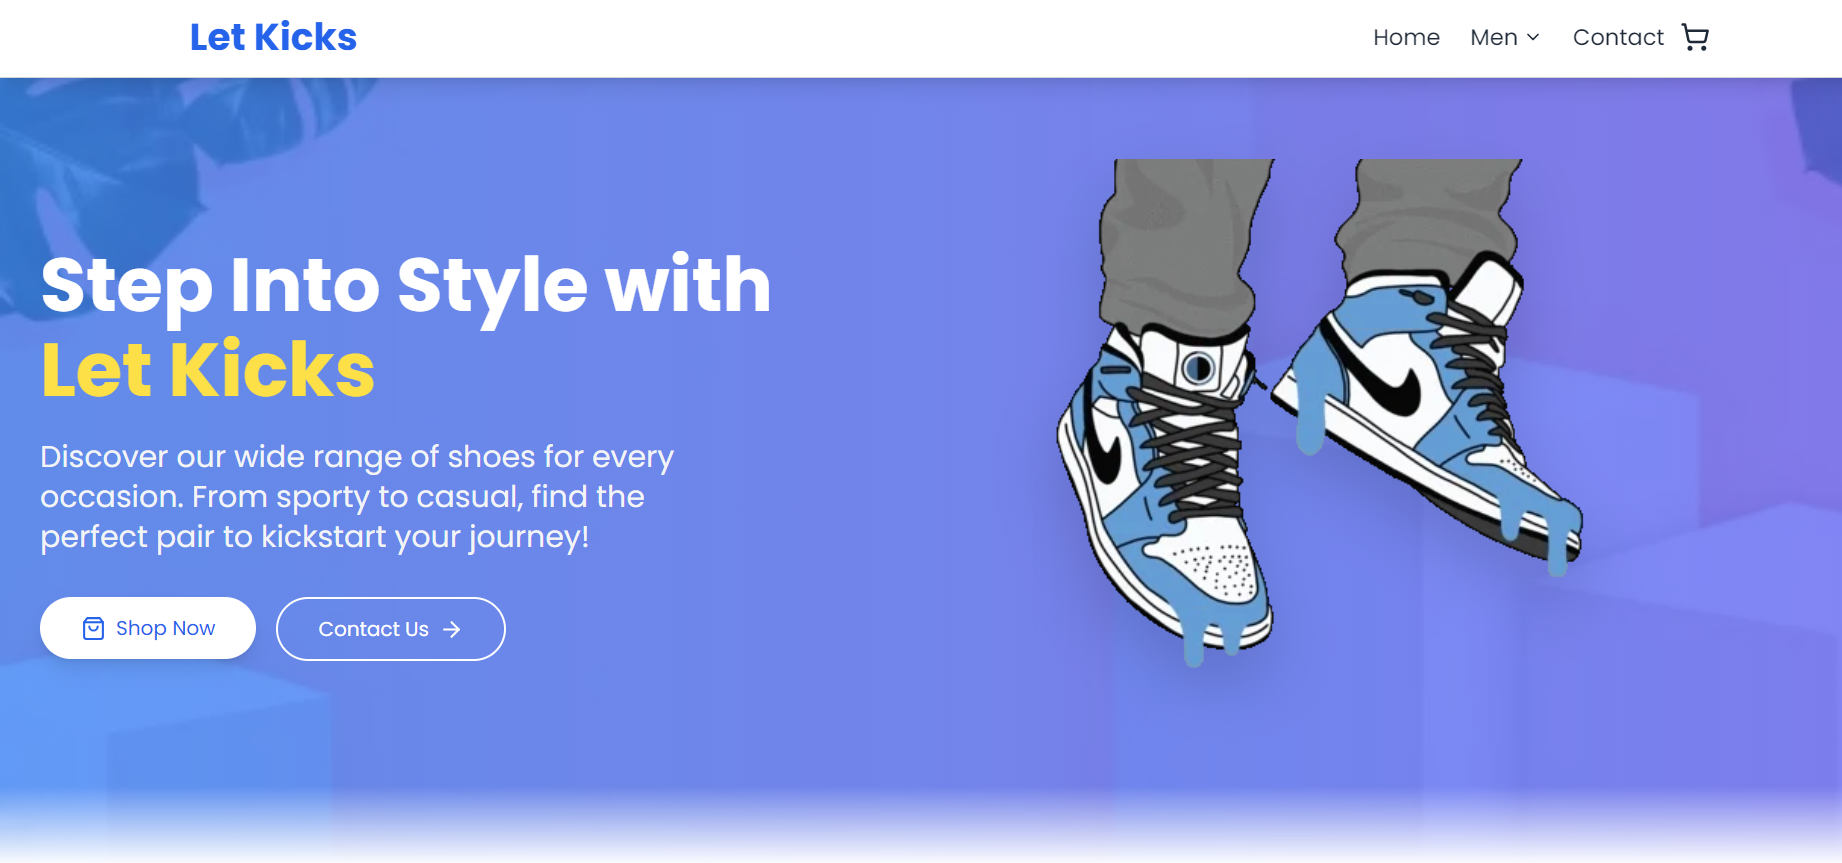 Let Kicks
Home Men Contact
Step Into Style with
Let Kicks
Discover our wide range of shoes for every
occasion. From sporty to casual, find the
perfect pair to kickstart your journey!
Shop Now
Contact Us